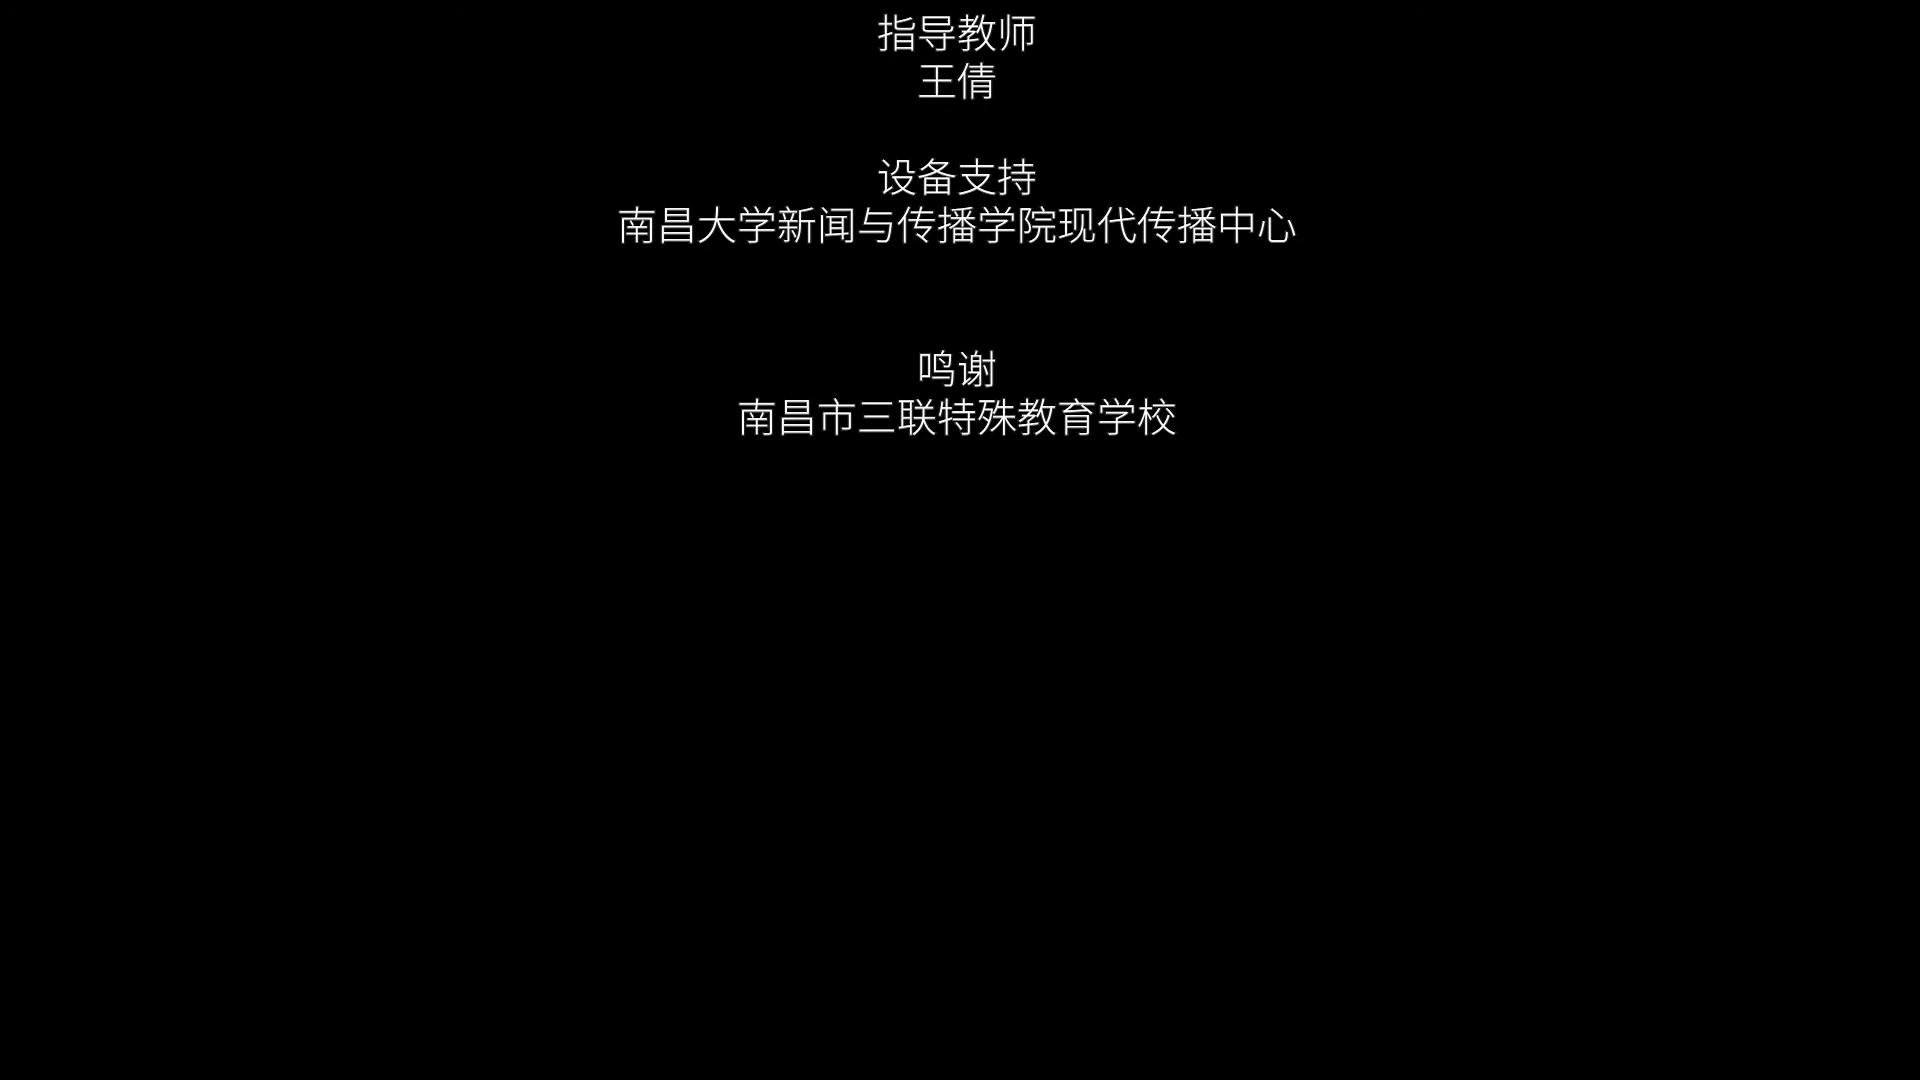 指导教师
王倩
设备支持
南昌大学新闻与传播学院现代传播中心
鸣谢
南昌市三联特殊教育学校